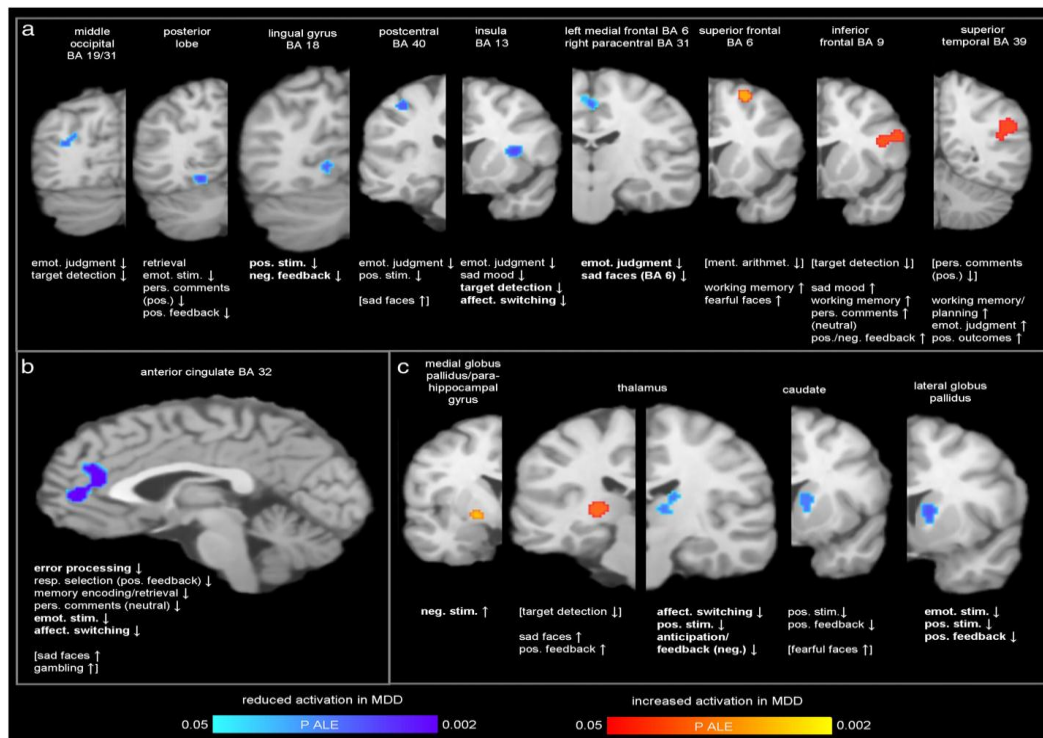 a
middle
occipital
BA 19/31
posterior
lobe
lingual gyrus
BA 18
postcentral
BA 40
insula
BA 13
left medial frontal BA 6
right paracentral BA 31
superior frontal
BA 6
inferior
frontal BA 9
superior
temporal BA 39
emot. judgment ↓
target detection ↓
retrieval
emot. stim. ↓
pers. comments
(pos.) ↓
pos. feedback ↓
pos. stim. ↓
neg. feedback ↓
emot. judgment ↓
pos. stim. ↓
[sad faces ↑]
emot. judgment ↓
sad mood ↓
target detection ↓
affect. switching ↓
emot. judgment ↓
sad faces (BA 6) ↓
[ment. arithmet. ↓]
working memory ↑
fearful faces ↑
[target detection ↓]
sad mood ↑
working memory ↑
pers. comments ↑
(neutral)
pos./neg. feedback ↑
[pers. comments
(pos.) ↓]
working memory/
planning ↑
emot. judgment ↑
pos. outcomes ↑
b
anterior cingulate BA 32
error processing ↓
resp. selection (pos. feedback) ↓
memory encoding/retrieval ↓
pers. comments (neutral) ↓
emot. stim. ↓
affect. switching ↓
[sad faces ↑
gambling ↑]
c
medial globus
pallidus/para-
hippocampal
gyrus
thalamus
caudate
lateral globus
pallidus
neg. stim. ↑
[target detection ↓]
sad faces ↑
pos. feedback ↑
affect. switching ↓
pos. stim. ↓
anticipation/
feedback (neg.) ↓
pos. stim.↓
pos. feedback ↓
[fearful faces ↑]
emot. stim. ↓
pos. stim. ↓
pos. feedback ↓
reduced activation in MDD
0.05 P ALE 0.002
increased activation in MDD
0.05 P ALE 0.002